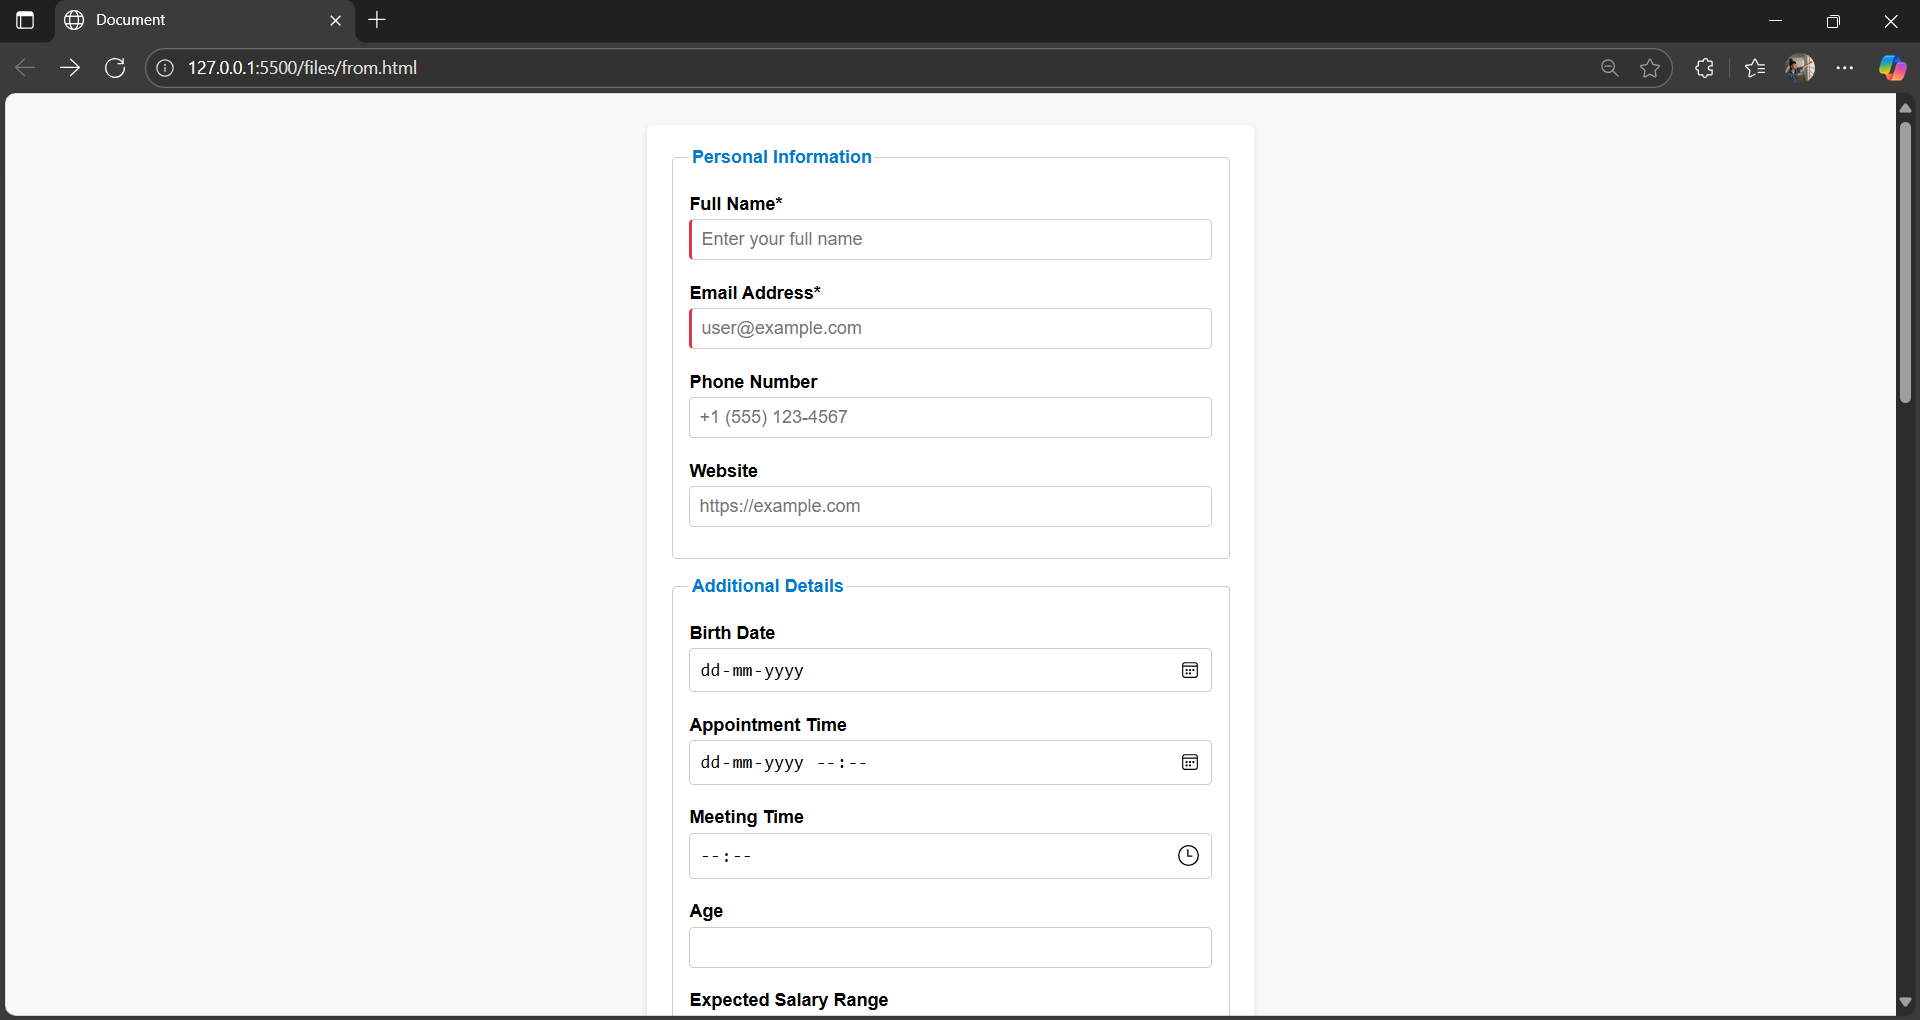 Document
127.0.0.1:5500/files/from.html
Personal Information
Full Name*
Enter your full name
Email Address*
user@example.com
Phone Number
+1 (555) 123-4567
Website
https://example.com
Additional Details
Birth Date
dd-mm-yyyy
Appointment Time
dd-mm-yyyy --:--
Meeting Time
--:--
Age
Expected Salary Range